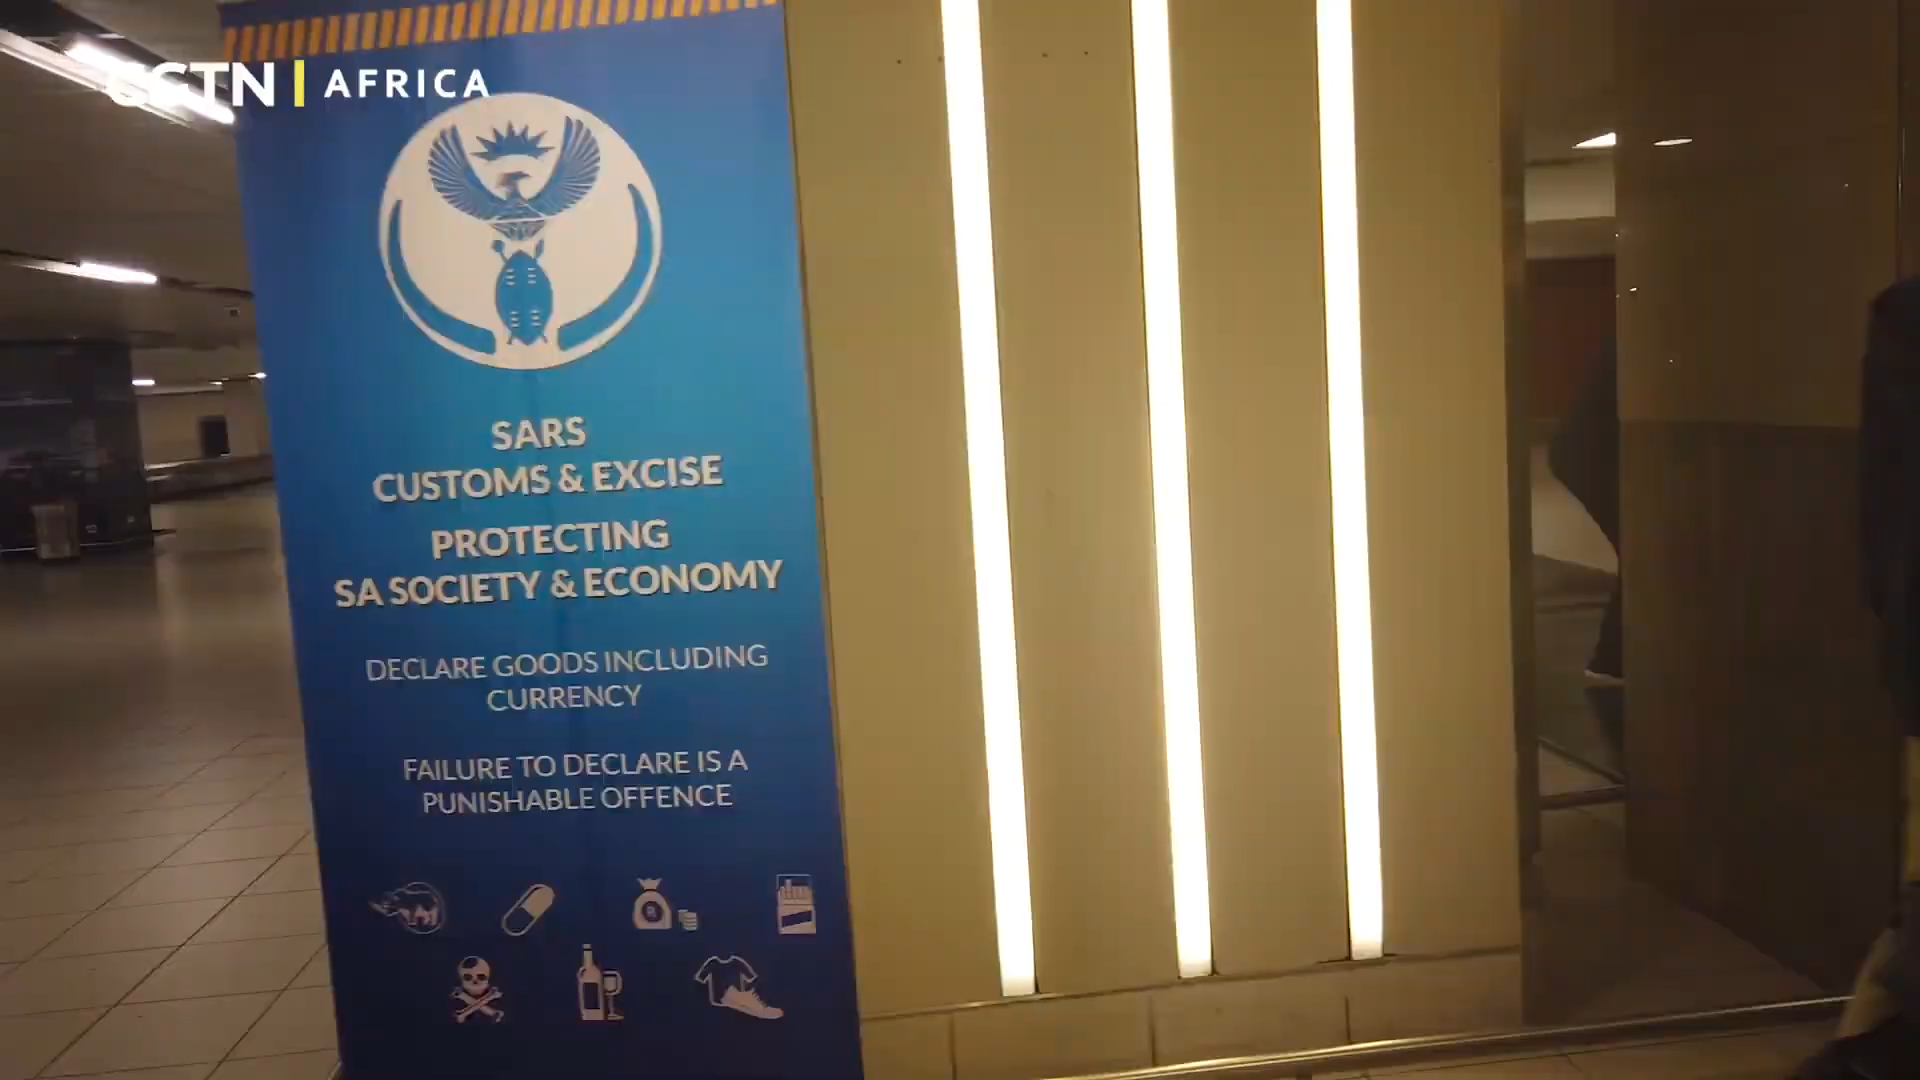 CGTN | AFRICA
SARS
CUSTOMS & EXCISE
PROTECTING
SA SOCIETY & ECONOMY
DECLARE GOODS INCLUDING
CURRENCY
FAILURE TO DECLARE IS A
PUNISHABLE OFFENCE
R